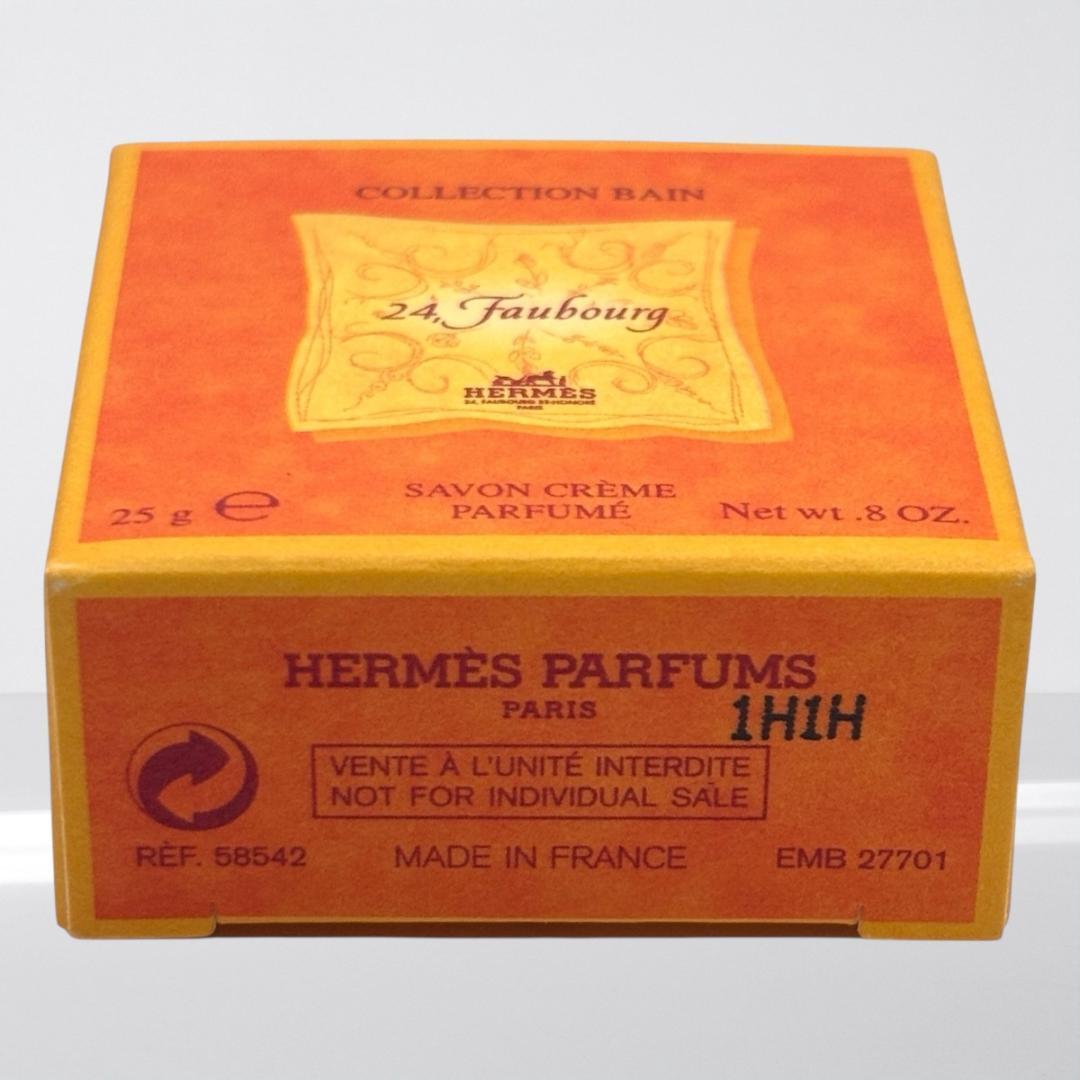 COLLECTION BAIN
24, Faubourg
HERMÈS
24, FAUBOURG ST-HONORÉ
PARIS
SAVON CRÈME
PARFUMÉ
25 g ℮
Net wt .8 OZ.
HERMÈS PARFUMS
PARIS
1H1H
VENTE À L'UNITÉ INTERDITE
NOT FOR INDIVIDUAL SALE
RÈF. 58542
MADE IN FRANCE
EMB 27701